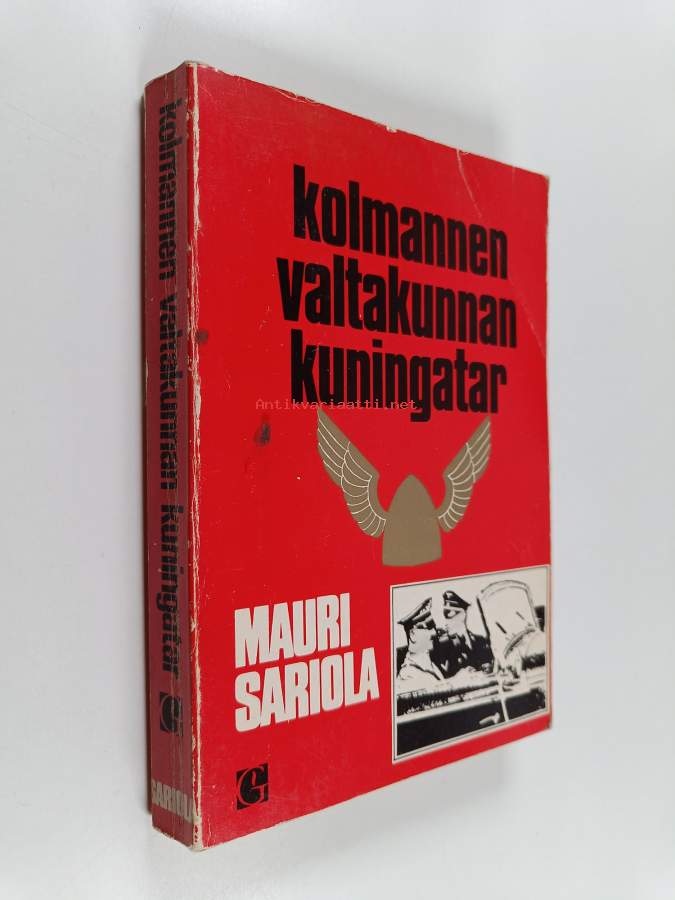 kolmannen valtakunnan kuningatar
G
SARIOLA
kolmannen
valtakunnan
kuningatar
Antikvariaatti.net
MAURI
SARIOLA
G